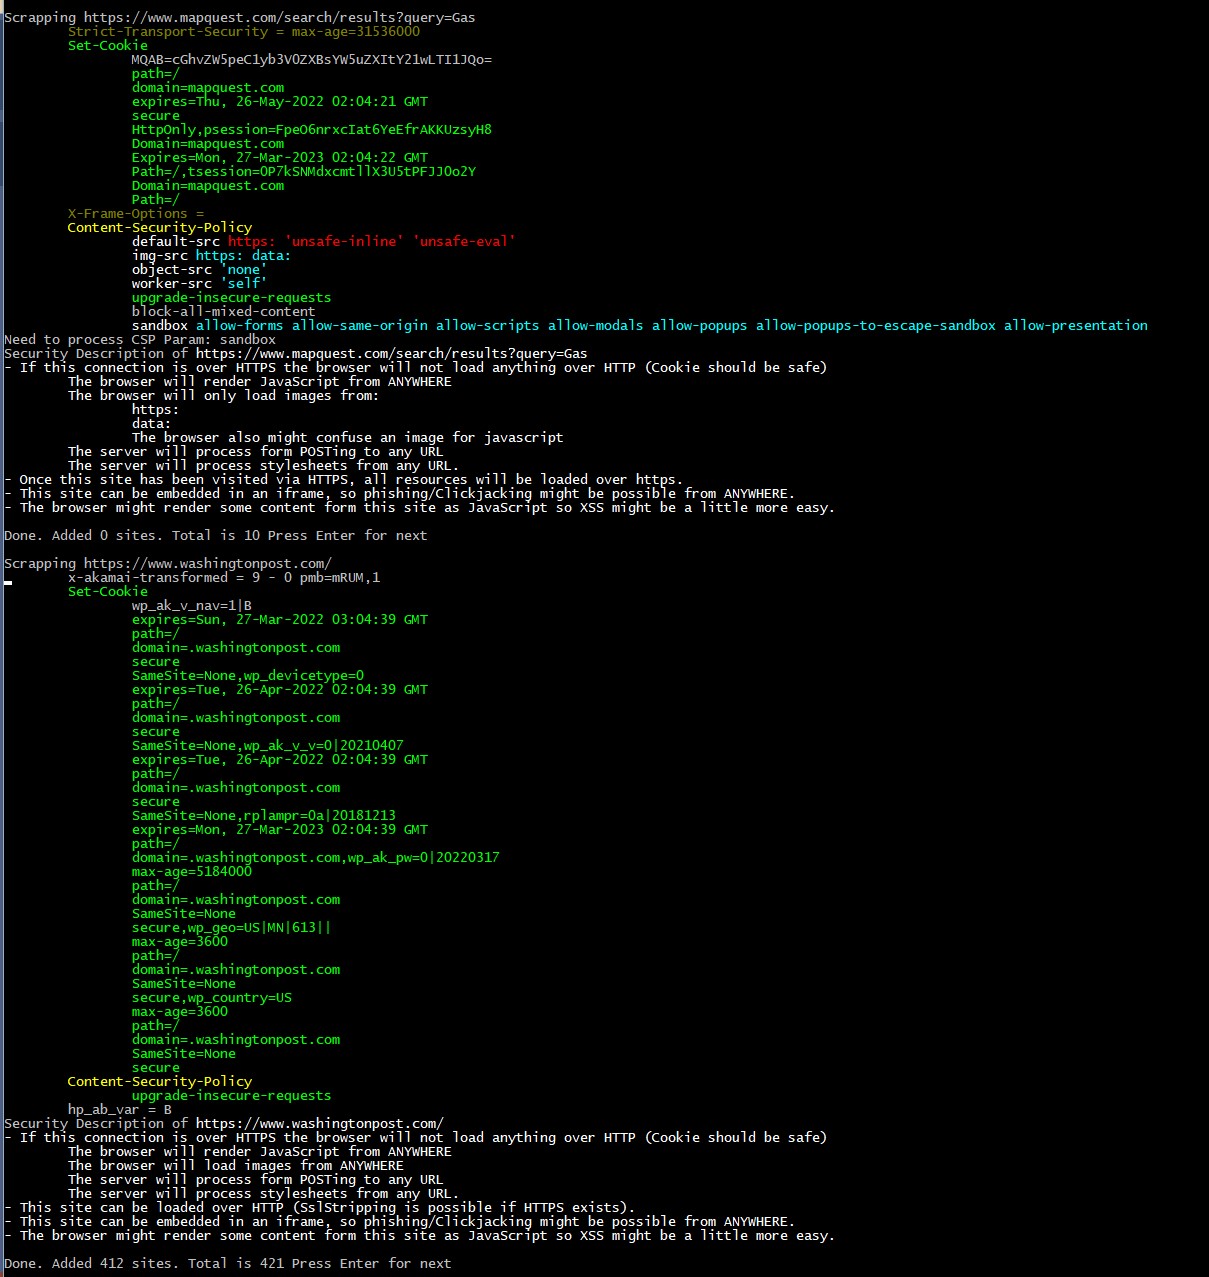 Scrapping https://www.mapquest.com/search/results?query=Gas
Strict-Transport-Security = max-age=31536000
Set-Cookie
MQAB=cGhvZW5peC1yb3V0ZXBsYW5uZXItY21wLTI1JQo=
path=/
domain=mapquest.com
expires=Thu, 26-May-2022 02:04:21 GMT
secure
HttpOnly,psession=FpeO6nrxcIat6YeEfrAKKUzsyH8
Domain=mapquest.com
Expires=Mon, 27-Mar-2023 02:04:22 GMT
Path=/,tsession=0P7kSNMdxcmtllX3U5tPFJJ0o2Y
Domain=mapquest.com
Path=/
X-Frame-Options =
Content-Security-Policy
default-src https: 'unsafe-inline' 'unsafe-eval'
img-src https: data:
object-src 'none'
worker-src 'self'
upgrade-insecure-requests
block-all-mixed-content
sandbox allow-forms allow-same-origin allow-scripts allow-modals allow-popups allow-popups-to-escape-sandbox allow-presentation
Need to process CSP Param: sandbox
Security Description of https://www.mapquest.com/search/results?query=Gas
- If this connection is over HTTPS the browser will not load anything over HTTP (Cookie should be safe)
The browser will render JavaScript from ANYWHERE
The browser will only load images from:
https:
data:
The browser also might confuse an image for javascript
The server will process form POSTing to any URL
The server will process stylesheets from any URL.
- Once this site has been visited via HTTPS, all resources will be loaded over https.
- This site can be embedded in an iframe, so phishing/Clickjacking might be possible from ANYWHERE.
- The browser might render some content form this site as JavaScript so XSS might be a little more easy.
Done. Added 0 sites. Total is 10 Press Enter for next
Scrapping https://www.washingtonpost.com/
x-akamai-transformed = 9 - 0 pmb=mRUM,1
Set-Cookie
wp_ak_v_nav=1|B
expires=Sun, 27-Mar-2022 03:04:39 GMT
path=/
domain=.washingtonpost.com
secure
SameSite=None,wp_devicetype=0
expires=Tue, 26-Apr-2022 02:04:39 GMT
path=/
domain=.washingtonpost.com
secure
SameSite=None,wp_ak_v_v=0|20210407
expires=Tue, 26-Apr-2022 02:04:39 GMT
path=/
domain=.washingtonpost.com
secure
SameSite=None,rplampr=0a|20181213
expires=Mon, 27-Mar-2023 02:04:39 GMT
path=/
domain=.washingtonpost.com,wp_ak_pw=0|20220317
max-age=5184000
path=/
domain=.washingtonpost.com
SameSite=None
secure,wp_geo=US|MN|613||
max-age=3600
path=/
domain=.washingtonpost.com
SameSite=None
secure,wp_country=US
max-age=3600
path=/
domain=.washingtonpost.com
SameSite=None
secure
Content-Security-Policy
upgrade-insecure-requests
hp_ab_var = B
Security Description of https://www.washingtonpost.com/
- If this connection is over HTTPS the browser will not load anything over HTTP (Cookie should be safe)
The browser will render JavaScript from ANYWHERE
The browser will load images from ANYWHERE
The server will process form POSTing to any URL
The server will process stylesheets from any URL.
- This site can be loaded over HTTP (SslStripping is possible if HTTPS exists).
- This site can be embedded in an iframe, so phishing/Clickjacking might be possible from ANYWHERE.
- The browser might render some content form this site as JavaScript so XSS might be a little more easy.
Done. Added 412 sites. Total is 421 Press Enter for next